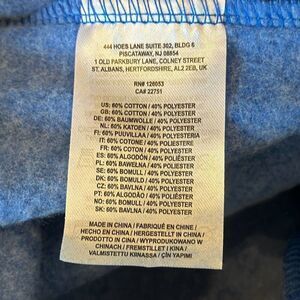 444 HOES LANE SUITE 302, BLDG 6
PISCATAWAY, NJ 08854
1 OLD PARKBURY LANE, COLNEY STREET
ST. ALBANS, HERTFORDSHIRE, AL2 2EB, UK
RN# 126053
CA# 22751
US: 60% COTTON / 40% POLYESTER
GB: 60% COTTON / 40% POLYESTER
DE: 60% BAUMWOLLE / 40% POLYESTER
NL: 60% KATOEN / 40% POLYESTER
FI: 60% PUUVILLAA / 40% POLYESTERIA
IT: 60% COTONE / 40% POLIESTERE
FR: 60% COTON / 40% POLYESTER
ES: 60% ALGODÓN / 40% POLIÉSTER
PL: 60% BAWEŁNA / 40% POLIESTER
SE: 60% BOMULL / 40% POLYESTER
DK: 60% BOMULD / 40% POLYESTER
CZ: 60% BAVLNA / 40% POLYESTER
PT: 60% ALGODÃO / 40% POLIÉSTER
NO: 60% BOMULL / 40% POLYESTER
SK: 60% BAVLNA / 40% POLYESTER
MADE IN CHINA / FABRIQUÉ EN CHINE /
HECHO EN CHINA / HERGESTELLT IN CHINA /
PRODOTTO IN CINA / WYPRODUKOWANO W
CHINACH / FREMSTILLET I KINA /
VALMISTETTU KIINASSA / ÇİN YAPIMI